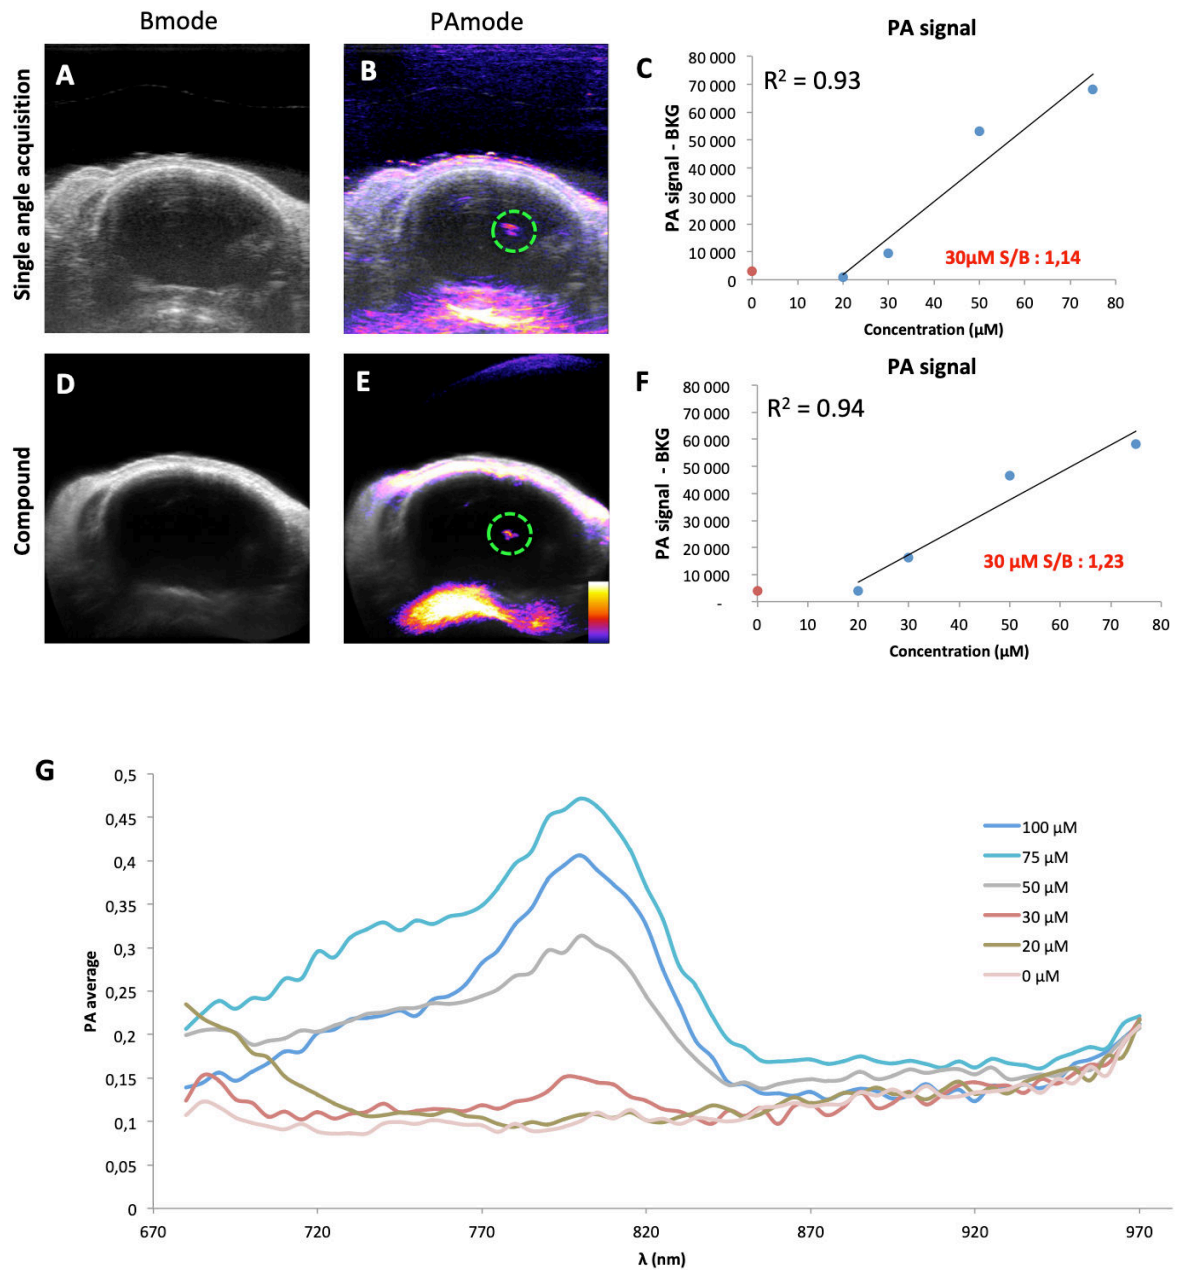 Bmode
PAmode
Single angle acquisition
A
B
C
PA signal
R² = 0.93
PA signal - BKG
80 000
70 000
60 000
50 000
40 000
30 000
20 000
10 000
0
30µM S/B : 1,14
0 10 20 30 40 50 60 70 80
Concentration (µM)
Compound
D
E
F
PA signal
R² = 0.94
PA signal - BKG
80 000
70 000
60 000
50 000
40 000
30 000
20 000
10 000
-
30 µM S/B : 1,23
0 10 20 30 40 50 60 70 80
Concentration (µM)
G
PA average
0,5
0,45
0,4
0,35
0,3
0,25
0,2
0,15
0,1
0,05
0
100 µM
75 µM
50 µM
30 µM
20 µM
0 µM
670 720 770 820 870 920 970
λ (nm)